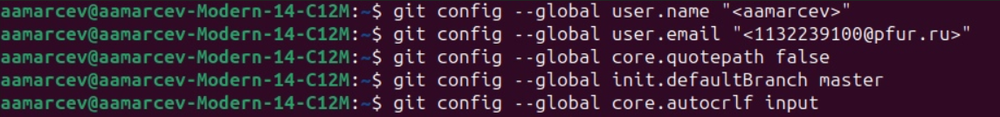 aamarcev@aamarcev-Modern-14-C12M:~$ git config --global user.name "<aamarcev>"
aamarcev@aamarcev-Modern-14-C12M:~$ git config --global user.email "<1132239100@pfur.ru>"
aamarcev@aamarcev-Modern-14-C12M:~$ git config --global core.quotepath false
aamarcev@aamarcev-Modern-14-C12M:~$ git config --global init.defaultBranch master
aamarcev@aamarcev-Modern-14-C12M:~$ git config --global core.autocrlf input